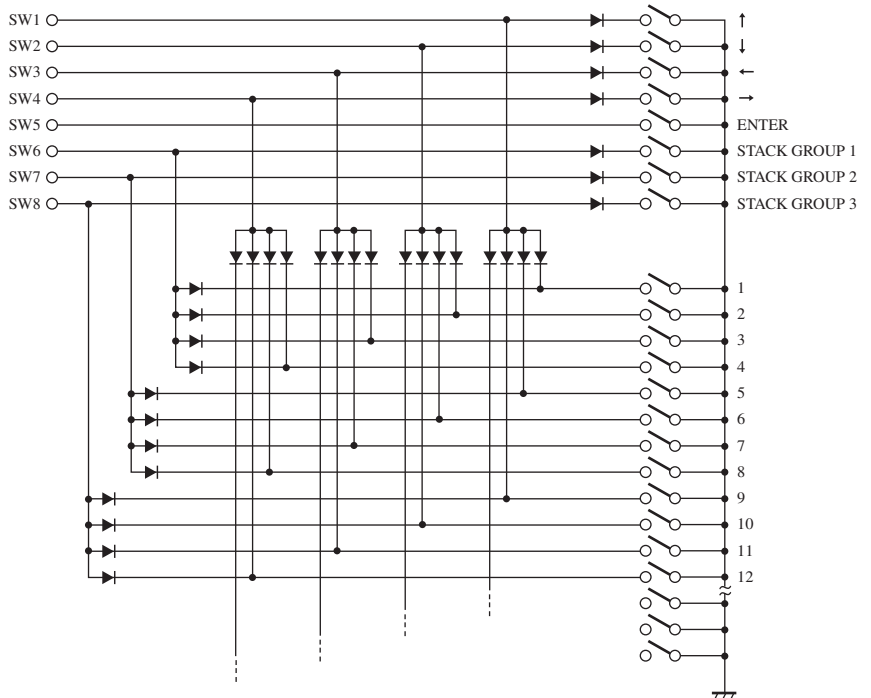 SW1 ↑
SW2 ↓
SW3 ←
SW4 →
SW5 ENTER
SW6 STACK GROUP 1
SW7 STACK GROUP 2
SW8 STACK GROUP 3
1
2
3
4
5
6
7
8
9
10
11
12